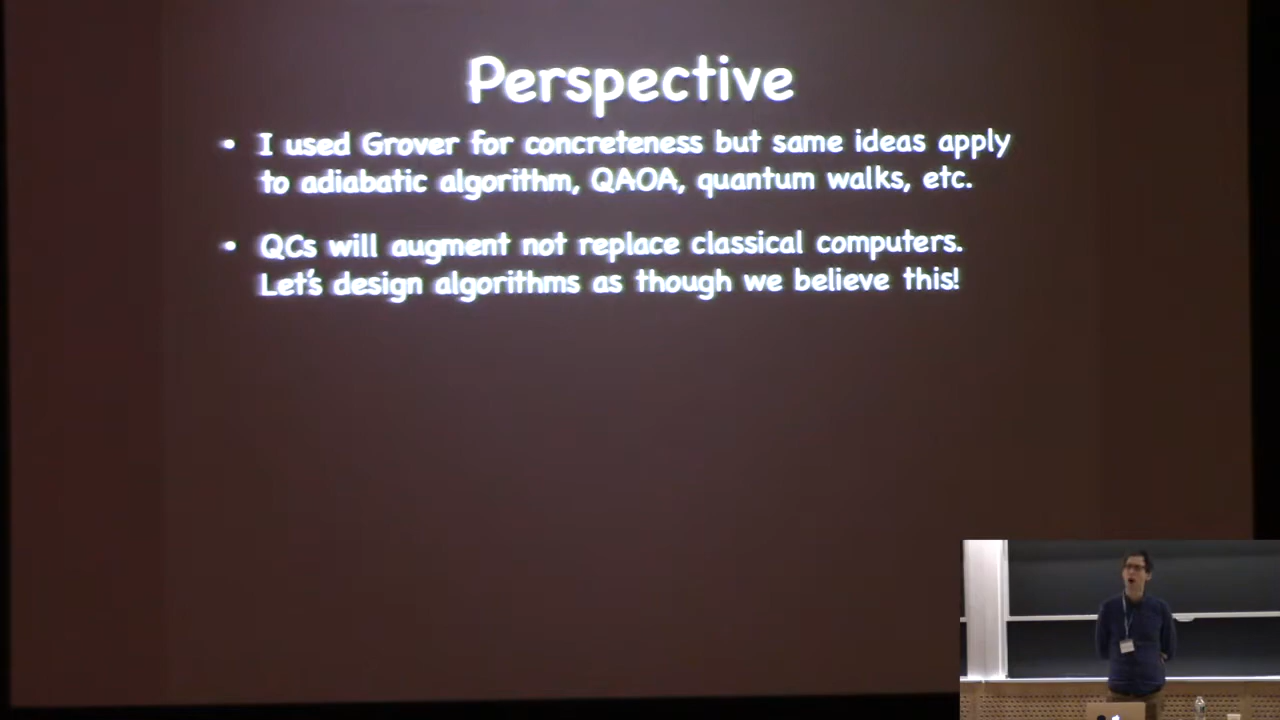 Perspective
• I used Grover for concreteness but same ideas apply
to adiabatic algorithm, QAOA, quantum walks, etc.
• QCs will augment not replace classical computers.
Let's design algorithms as though we believe this!